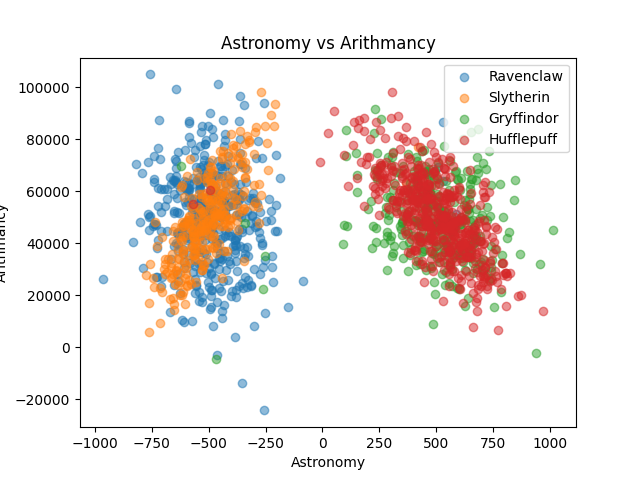 Astronomy vs Arithmancy
Ravenclaw
Slytherin
Gryffindor
Hufflepuff
100000
80000
60000
40000
20000
0
−20000
−1000
−750
−500
−250
0
250
500
750
1000
Astronomy
Arithmancy